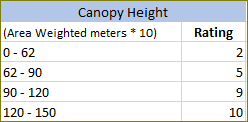 Canopy Height
(Area Weighted meters * 10) Rating
0 - 62 2
62 - 90 5
90 - 120 9
120 - 150 10